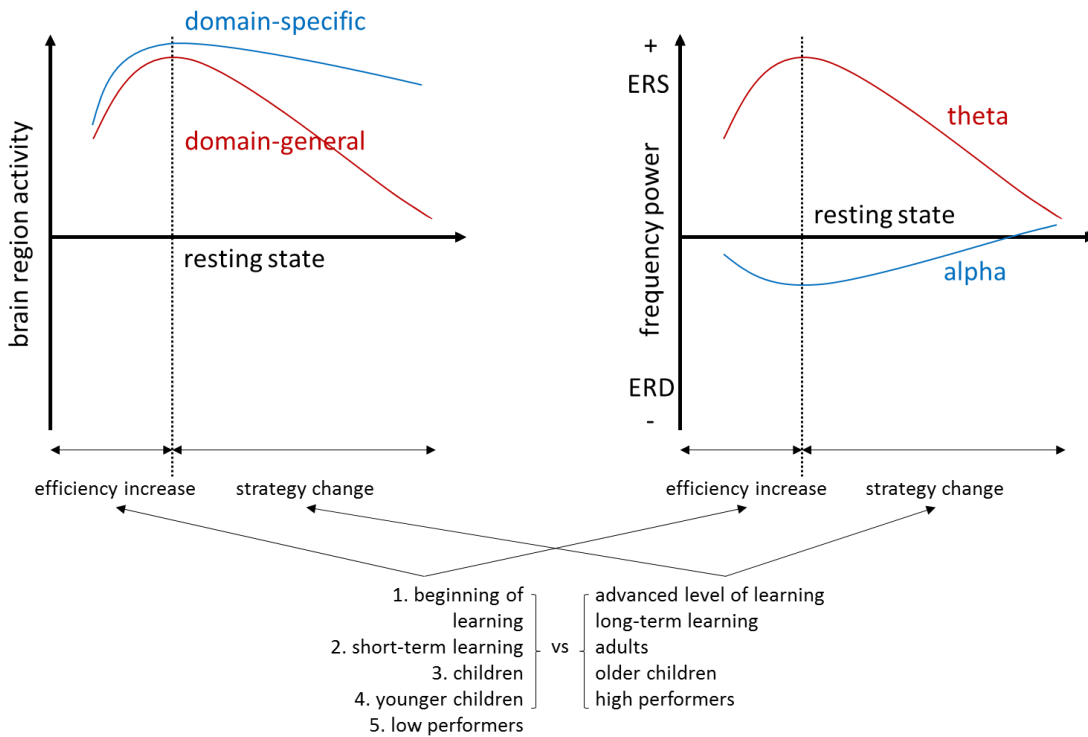 domain-specific
domain-general
brain region activity
resting state
efficiency increase
strategy change
+
ERS
theta
frequency power
resting state
alpha
ERD
-
efficiency increase
strategy change
1. beginning of
learning
2. short-term learning
3. children
4. younger children
5. low performers
vs
advanced level of learning
long-term learning
adults
older children
high performers